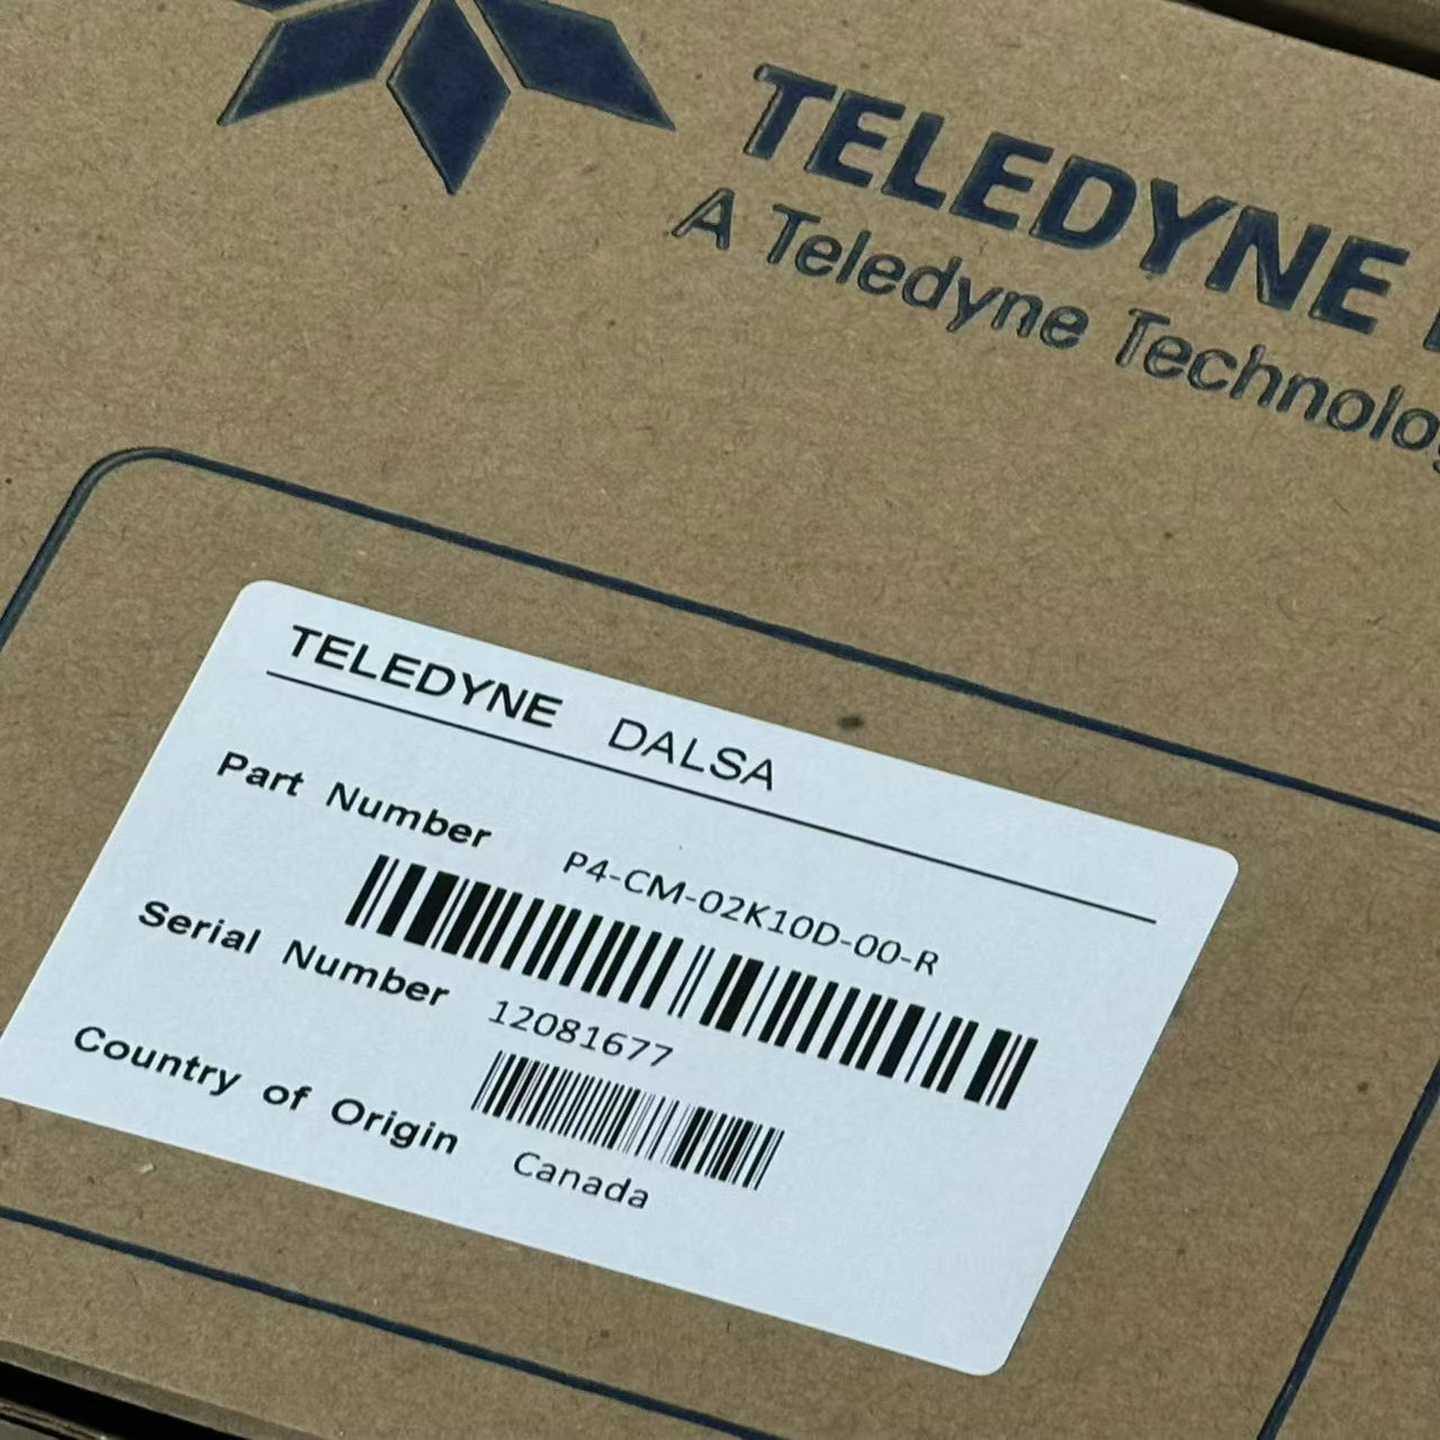 TELEDYNE
A Teledyne Technolog
TELEDYNE DALSA
Part Number P4-CM-02K10D-00-R
Serial Number 12081677
Country of Origin Canada